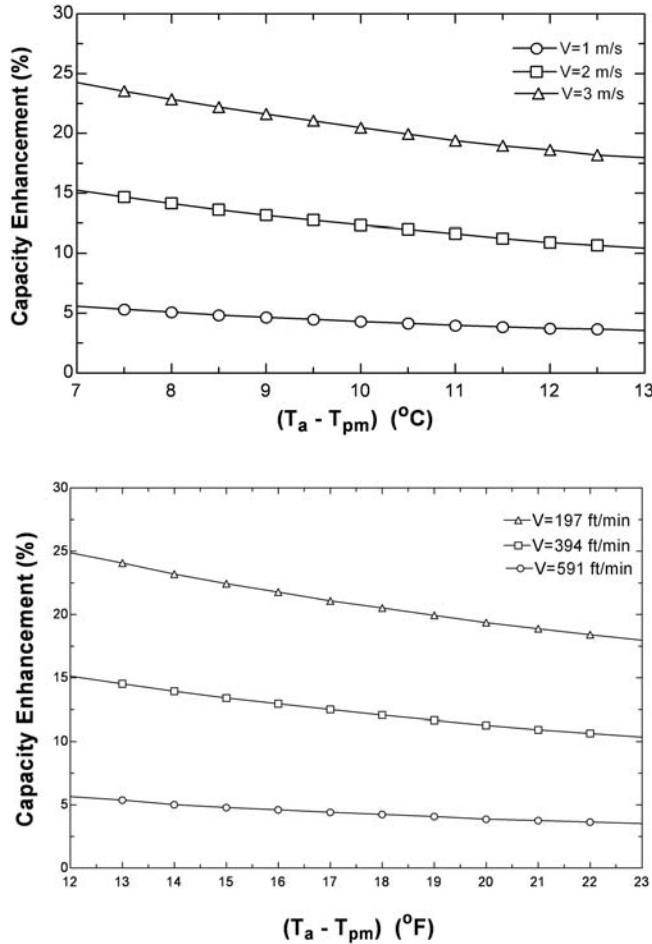 30
25
20
15
10
5
0
Capacity Enhancement (%)
V=1 m/s
V=2 m/s
V=3 m/s
7 8 9 10 11 12 13
(Ta - Tpm) (oC)
30
25
20
15
10
5
0
Capacity Enhancement (%)
V=197 ft/min
V=394 ft/min
V=591 ft/min
12 13 14 15 16 17 18 19 20 21 22 23
(Ta - Tpm) (oF)